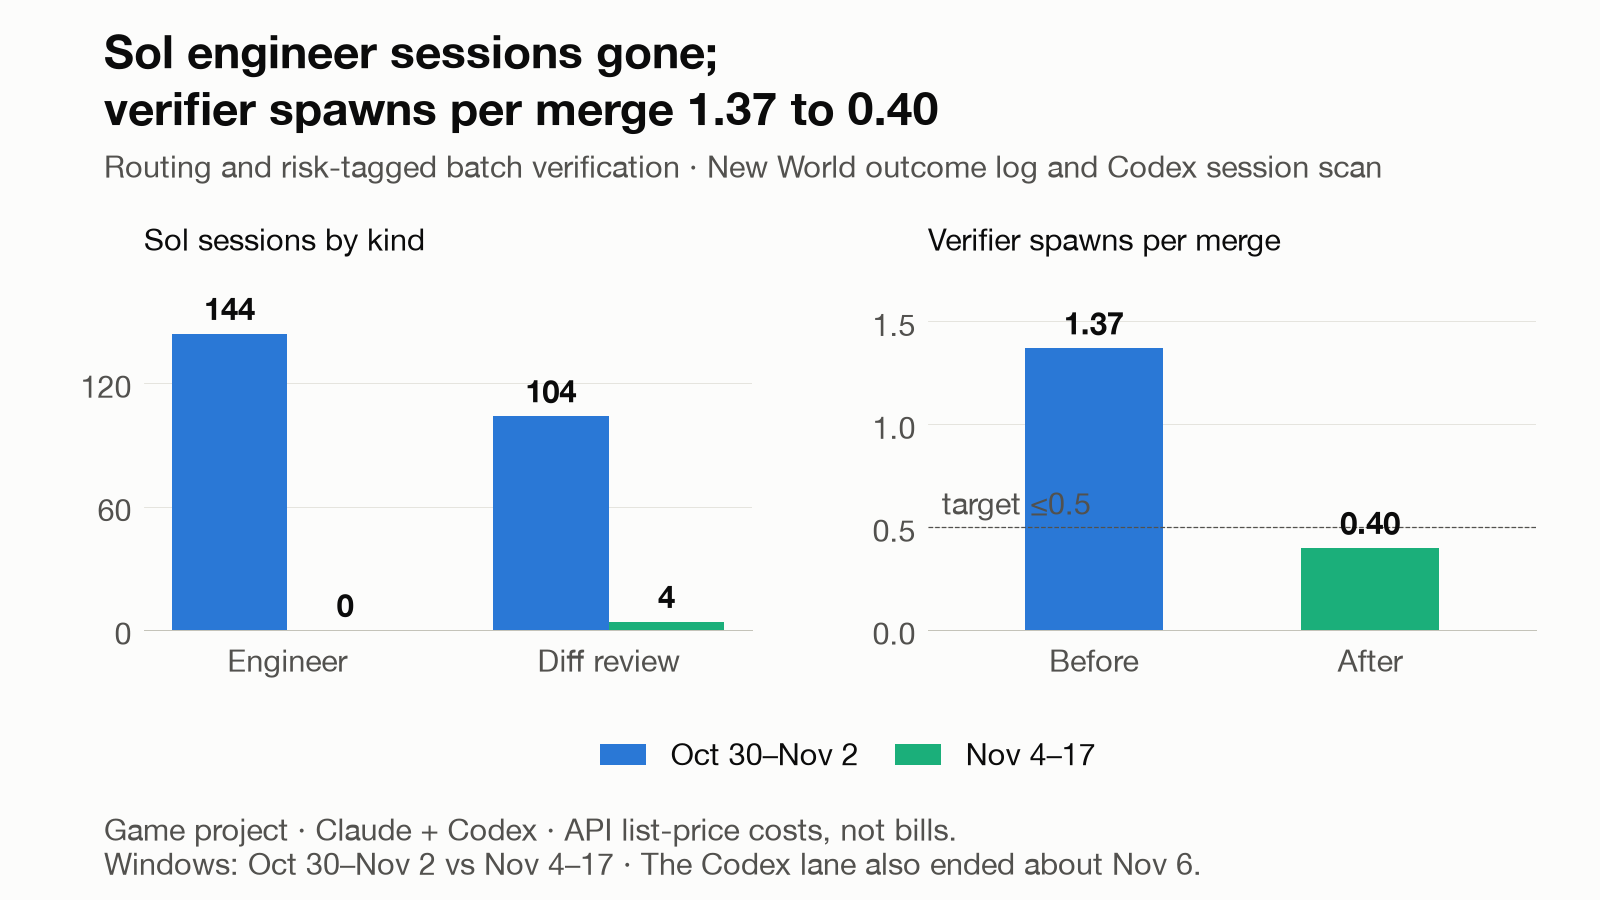 Sol engineer sessions gone;
verifier spawns per merge 1.37 to 0.40
Routing and risk-tagged batch verification · New World outcome log and Codex session scan
Sol sessions by kind
144
120
104
60
0
4
0
Engineer
Diff review
Verifier spawns per merge
1.5
1.37
1.0
target ≤0.5
0.5
0.40
0.0
Before
After
Oct 30–Nov 2
Nov 4–17
Game project · Claude + Codex · API list-price costs, not bills.
Windows: Oct 30–Nov 2 vs Nov 4–17 · The Codex lane also ended about Nov 6.